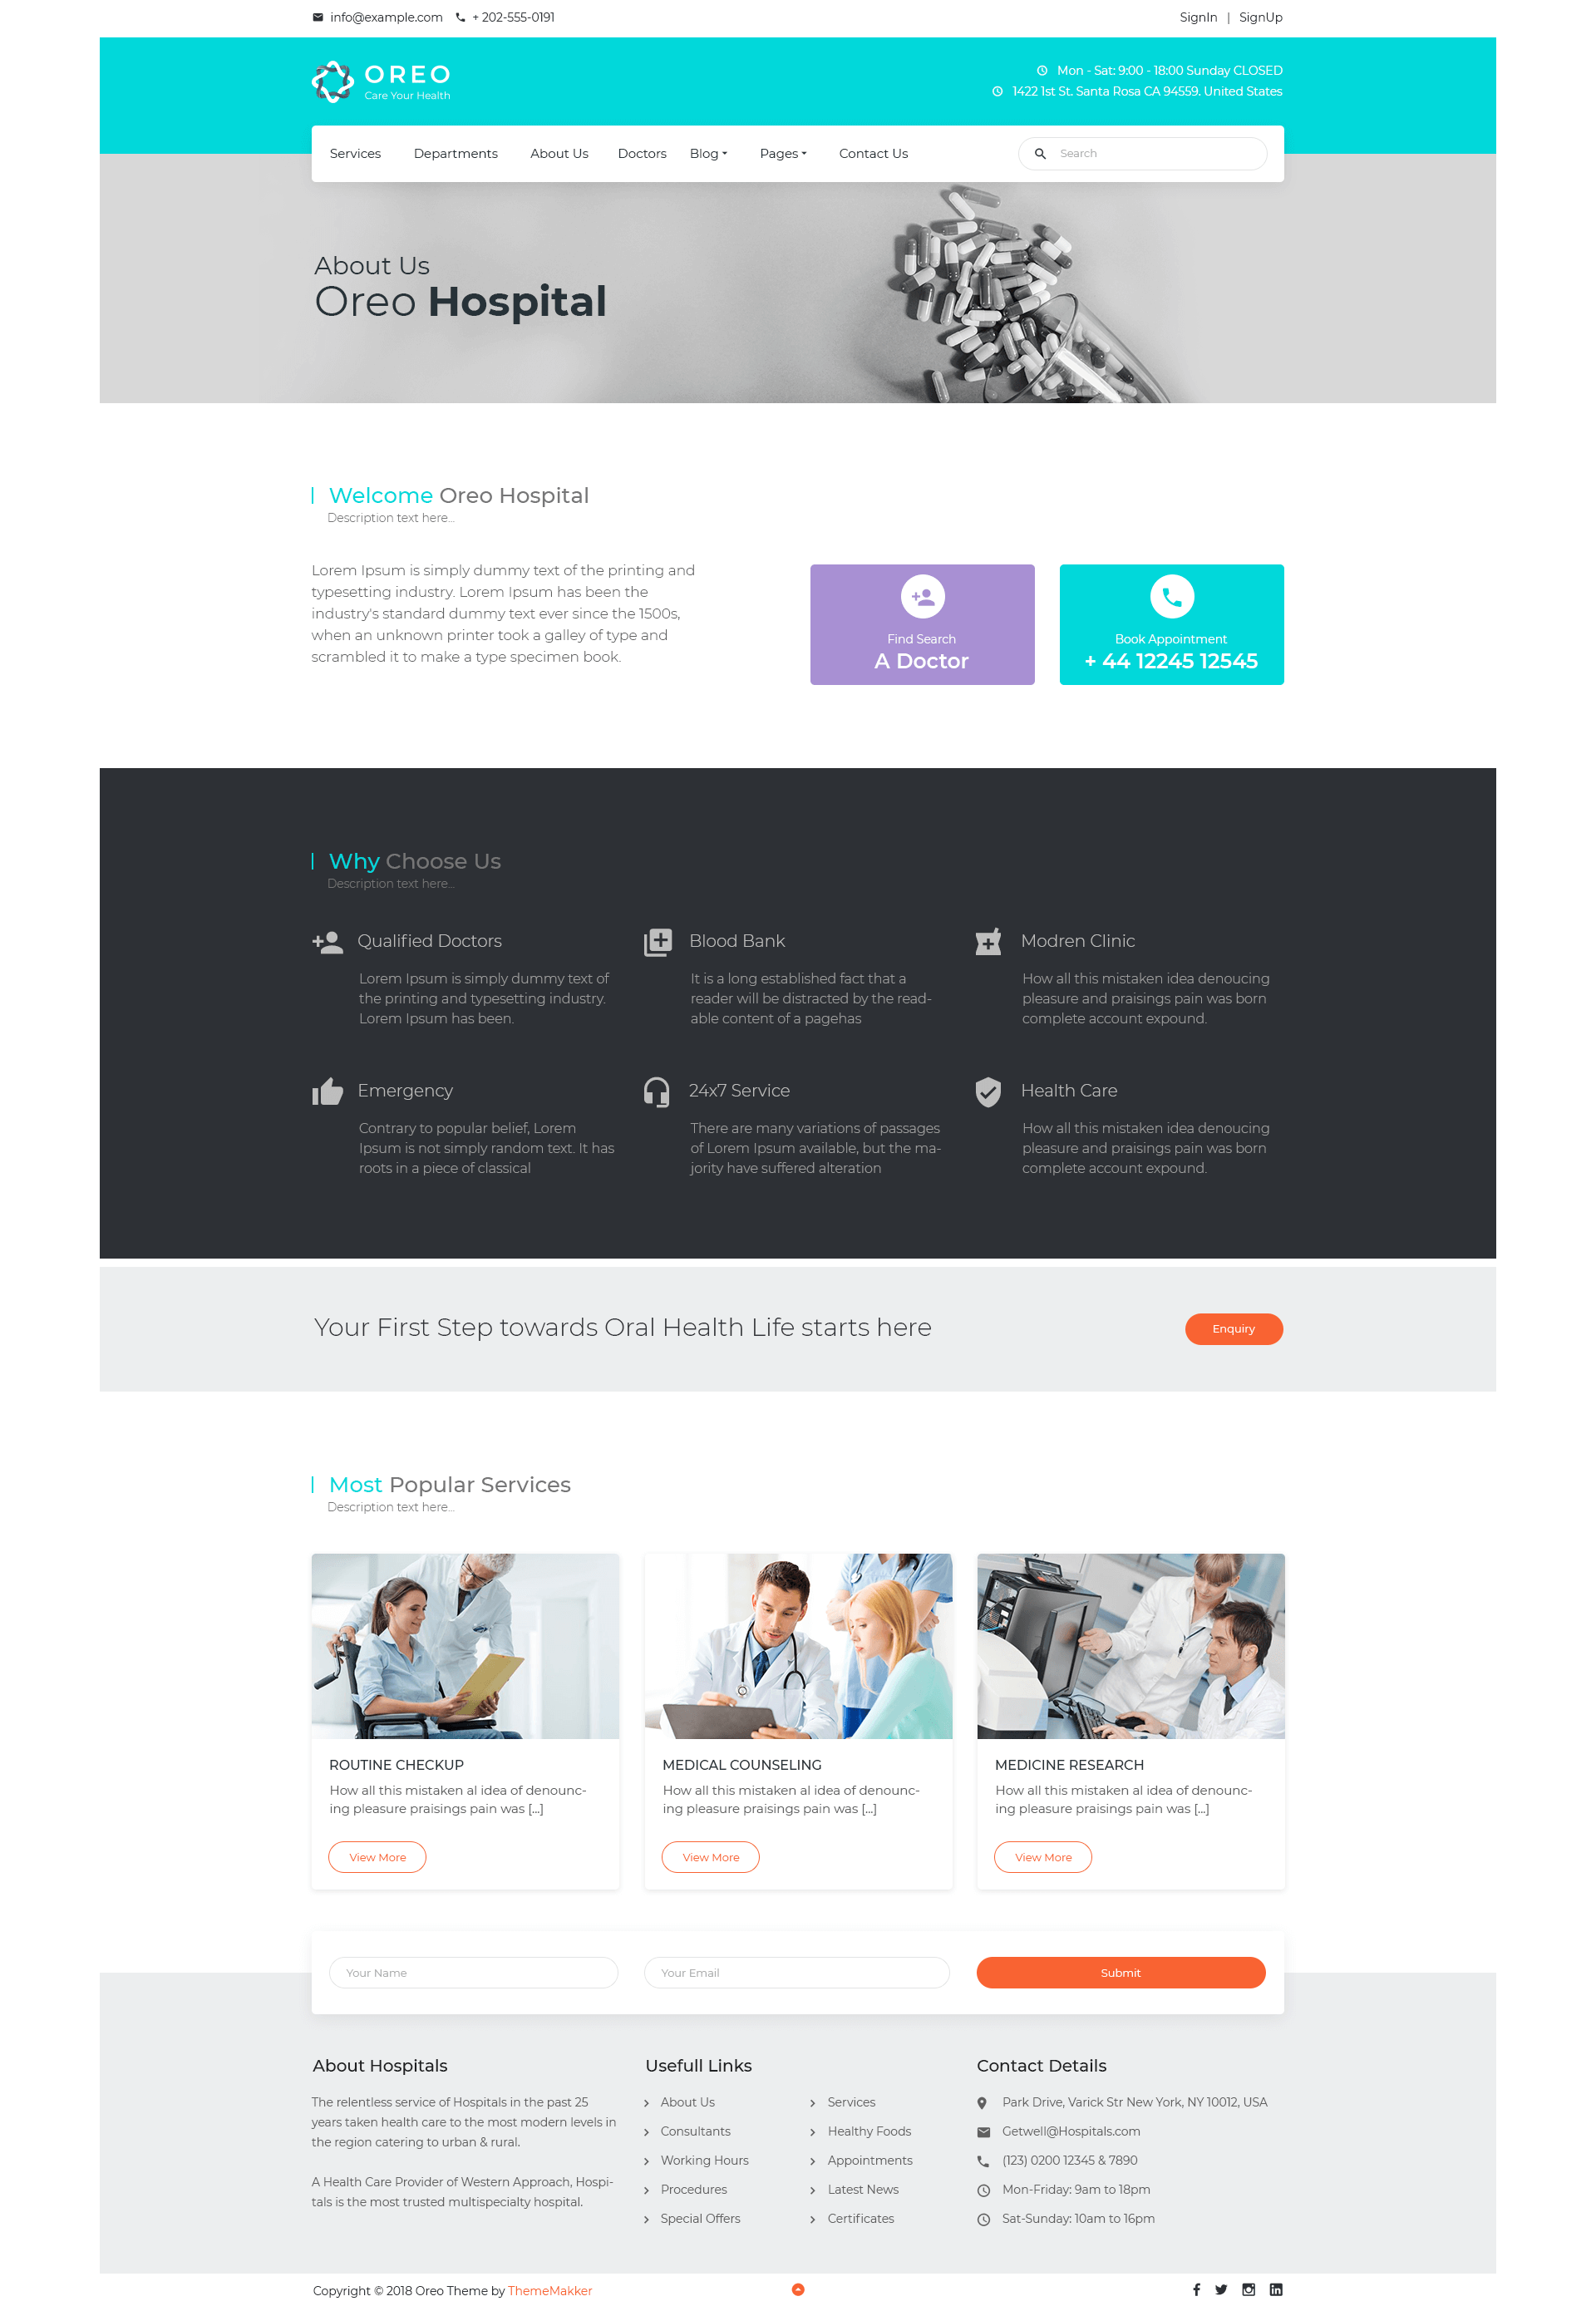 info@example.com + 202-555-0191 SignIn | SignUp
OREO
Care Your Health
Mon - Sat: 9:00 - 18:00 Sunday CLOSED
1422 1st St. Santa Rosa CA 94559. United States
Services Departments About Us Doctors Blog Pages Contact Us Search
About Us
Oreo Hospital
Welcome Oreo Hospital
Description text here...
Lorem Ipsum is simply dummy text of the printing and
typesetting industry. Lorem Ipsum has been the
industry's standard dummy text ever since the 1500s,
when an unknown printer took a galley of type and
scrambled it to make a type specimen book.
Find Search
A Doctor
Book Appointment
+ 44 12245 12545
Why Choose Us
Description text here...
Qualified Doctors
Lorem Ipsum is simply dummy text of
the printing and typesetting industry.
Lorem Ipsum has been.
Blood Bank
It is a long established fact that a
reader will be distracted by the read-
able content of a pagehas
Modren Clinic
How all this mistaken idea denoucing
pleasure and praisings pain was born
complete account expound.
Emergency
Contrary to popular belief, Lorem
Ipsum is not simply random text. It has
roots in a piece of classical
24x7 Service
There are many variations of passages
of Lorem Ipsum available, but the ma-
jority have suffered alteration
Health Care
How all this mistaken idea denoucing
pleasure and praisings pain was born
complete account expound.
Your First Step towards Oral Health Life starts here
Enquiry
Most Popular Services
Description text here...
ROUTINE CHECKUP
How all this mistaken al idea of denounc-
ing pleasure praisings pain was [...]
View More
MEDICAL COUNSELING
How all this mistaken al idea of denounc-
ing pleasure praisings pain was [...]
View More
MEDICINE RESEARCH
How all this mistaken al idea of denounc-
ing pleasure praisings pain was [...]
View More
Your Name Your Email Submit
About Hospitals
The relentless service of Hospitals in the past 25
years taken health care to the most modern levels in
the region catering to urban & rural.
A Health Care Provider of Western Approach, Hospi-
tals is the most trusted multispecialty hospital.
Usefull Links
About Us
Consultants
Working Hours
Procedures
Special Offers
Services
Healthy Foods
Appointments
Latest News
Certificates
Contact Details
Park Drive, Varick Str New York, NY 10012, USA
Getwell@Hospitals.com
(123) 0200 12345 & 7890
Mon-Friday: 9am to 18pm
Sat-Sunday: 10am to 16pm
Copyright © 2018 Oreo Theme by ThemeMakker